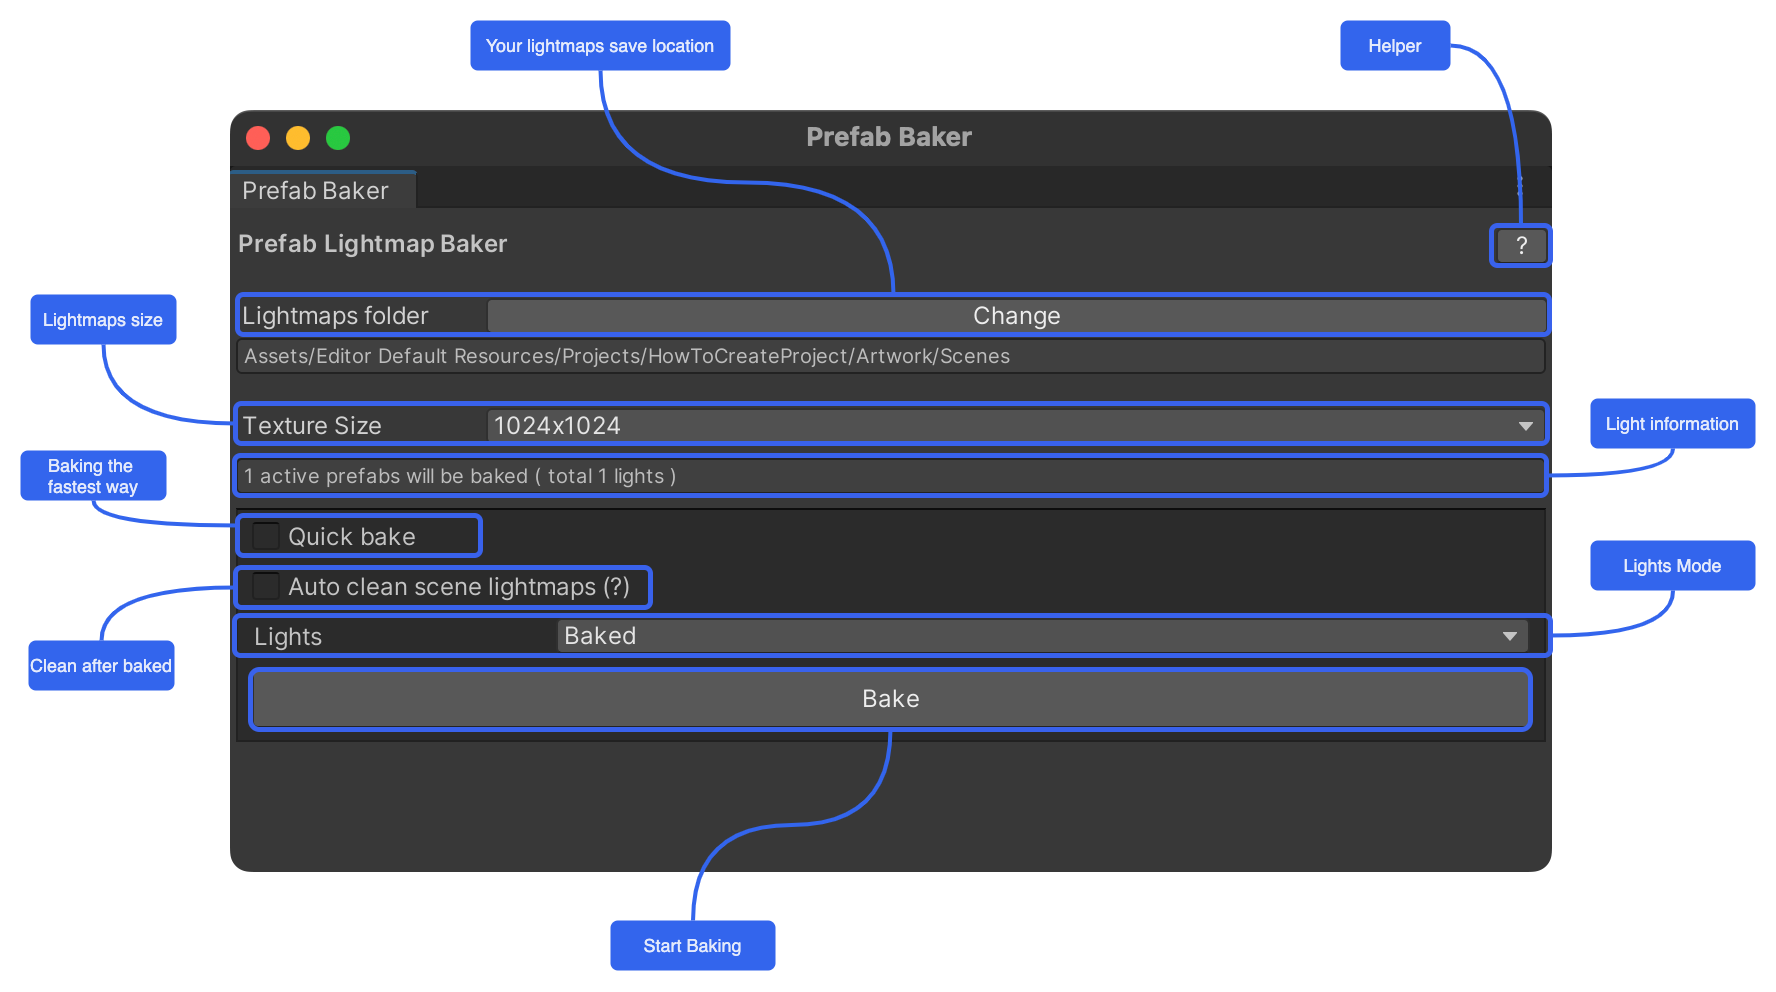 Your lightmaps save location
Helper
Prefab Baker
Prefab Baker
Prefab Lightmap Baker
?
Lightmaps size
Lightmaps folder
Change
Assets/Editor Default Resources/Projects/HowToCreateProject/Artwork/Scenes
Texture Size
1024x1024
Light information
Baking the
fastest way
1 active prefabs will be baked ( total 1 lights )
Quick bake
Lights Mode
Auto clean scene lightmaps (?)
Lights
Baked
Clean after baked
Bake
Start Baking